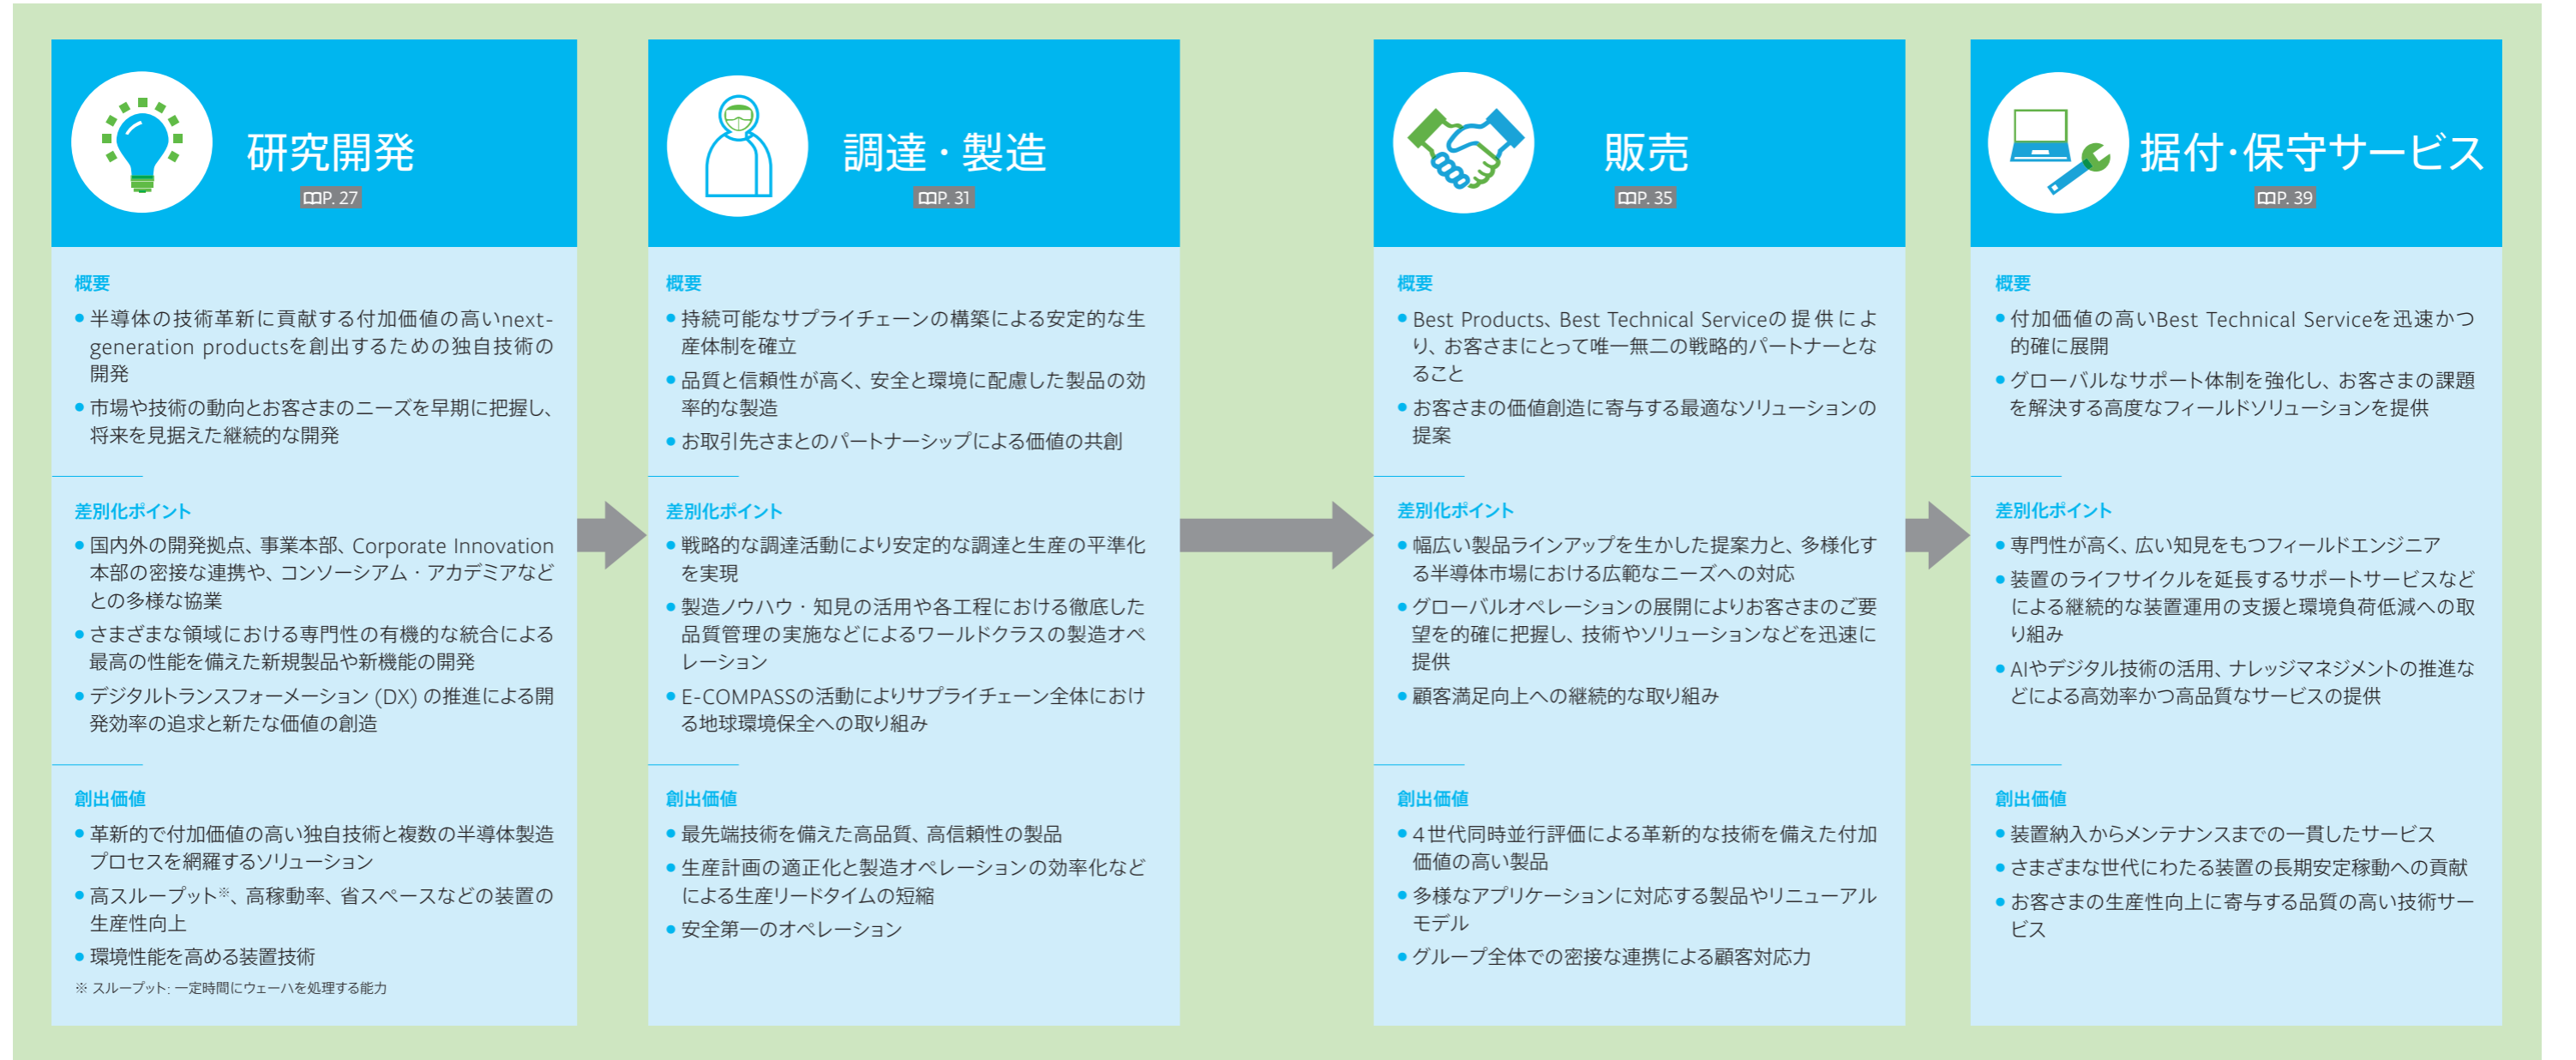 研究開発
P. 27
概要
● 半導体の技術革新に貢献する付加価値の高いnext-
generation productsを創出するための独自技術の
開発
● 市場や技術の動向とお客さまのニーズを早期に把握し、
将来を見据えた継続的な開発
差別化ポイント
● 国内外の開発拠点、事業本部、Corporate Innovation
本部の密接な連携や、コンソーシアム・アカデミアなど
との多様な協業
● さまざまな領域における専門性の有機的な統合による
最高の性能を備えた新規製品や新機能の開発
● デジタルトランスフォーメーション (DX) の推進による開
発効率の追求と新たな価値の創造
創出価値
● 革新的で付加価値の高い独自技術と複数の半導体製造
プロセスを網羅するソリューション
● 高スループット※、高稼動率、省スペースなどの装置の
生産性向上
● 環境性能を高める装置技術
※ スループット: 一定時間にウェーハを処理する能力
調達・製造
P. 31
概要
● 持続可能なサプライチェーンの構築による安定的な生
産体制を確立
● 品質と信頼性が高く、安全と環境に配慮した製品の効
率的な製造
● お取引先さまとのパートナーシップによる価値の共創
差別化ポイント
● 戦略的な調達活動により安定的な調達と生産の平準化
を実現
● 製造ノウハウ・知見の活用や各工程における徹底した
品質管理の実施などによるワールドクラスの製造オペ
レーション
● E-COMPASSの活動によりサプライチェーン全体におけ
る地球環境保全への取り組み
創出価値
● 最先端技術を備えた高品質、高信頼性の製品
● 生産計画の適正化と製造オペレーションの効率化など
による生産リードタイムの短縮
● 安全第一のオペレーション
販売
P. 35
概要
● Best Products、Best Technical Serviceの提供によ
り、お客さまにとって唯一無二の戦略的パートナーとな
ること
● お客さまの価値創造に寄与する最適なソリューションの
提案
差別化ポイント
● 幅広い製品ラインアップを生かした提案力と、多様化す
る半導体市場における広範なニーズへの対応
● グローバルオペレーションの展開によりお客さまのご要
望を的確に把握し、技術やソリューションなどを迅速に
提供
● 顧客満足向上への継続的な取り組み
創出価値
● 4世代同時並行評価による革新的な技術を備えた付加
価値の高い製品
● 多様なアプリケーションに対応する製品やリニューアル
モデル
● グループ全体での密接な連携による顧客対応力
据付・保守サービス
P. 39
概要
● 付加価値の高いBest Technical Serviceを迅速かつ
的確に展開
● グローバルなサポート体制を強化し、お客さまの課題
を解決する高度なフィールドソリューションを提供
差別化ポイント
● 専門性が高く、広い知見をもつフィールドエンジニア
● 装置のライフサイクルを延長するサポートサービスなど
による継続的な装置運用の支援と環境負荷低減への取
り組み
● AIやデジタル技術の活用、ナレッジマネジメントの推進な
どによる高効率かつ高品質なサービスの提供
創出価値
● 装置納入からメンテナンスまでの一貫したサービス
● さまざまな世代にわたる装置の長期安定稼動への貢献
● お客さまの生産性向上に寄与する品質の高い技術サー
ビス